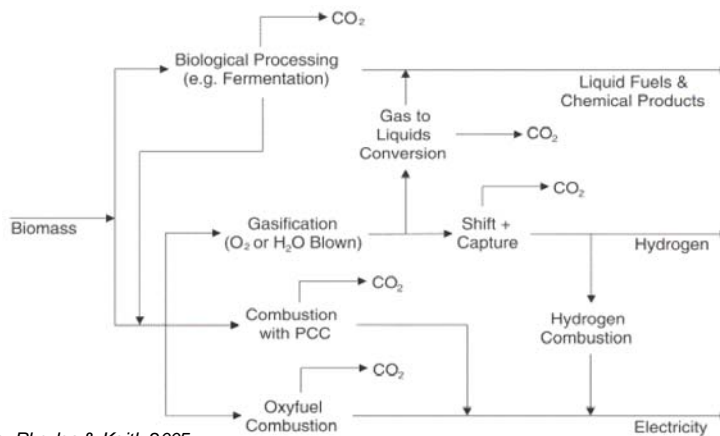 CO₂
Biological Processing
(e.g. Fermentation)
Liquid Fuels &
Chemical Products
Gas to
Liquids
Conversion
CO₂
CO₂
Biomass
Gasification
(O₂ or H₂O Blown)
Shift +
Capture
Hydrogen
CO₂
Combustion
with PCC
Hydrogen
Combustion
CO₂
Oxyfuel
Combustion
Electricity